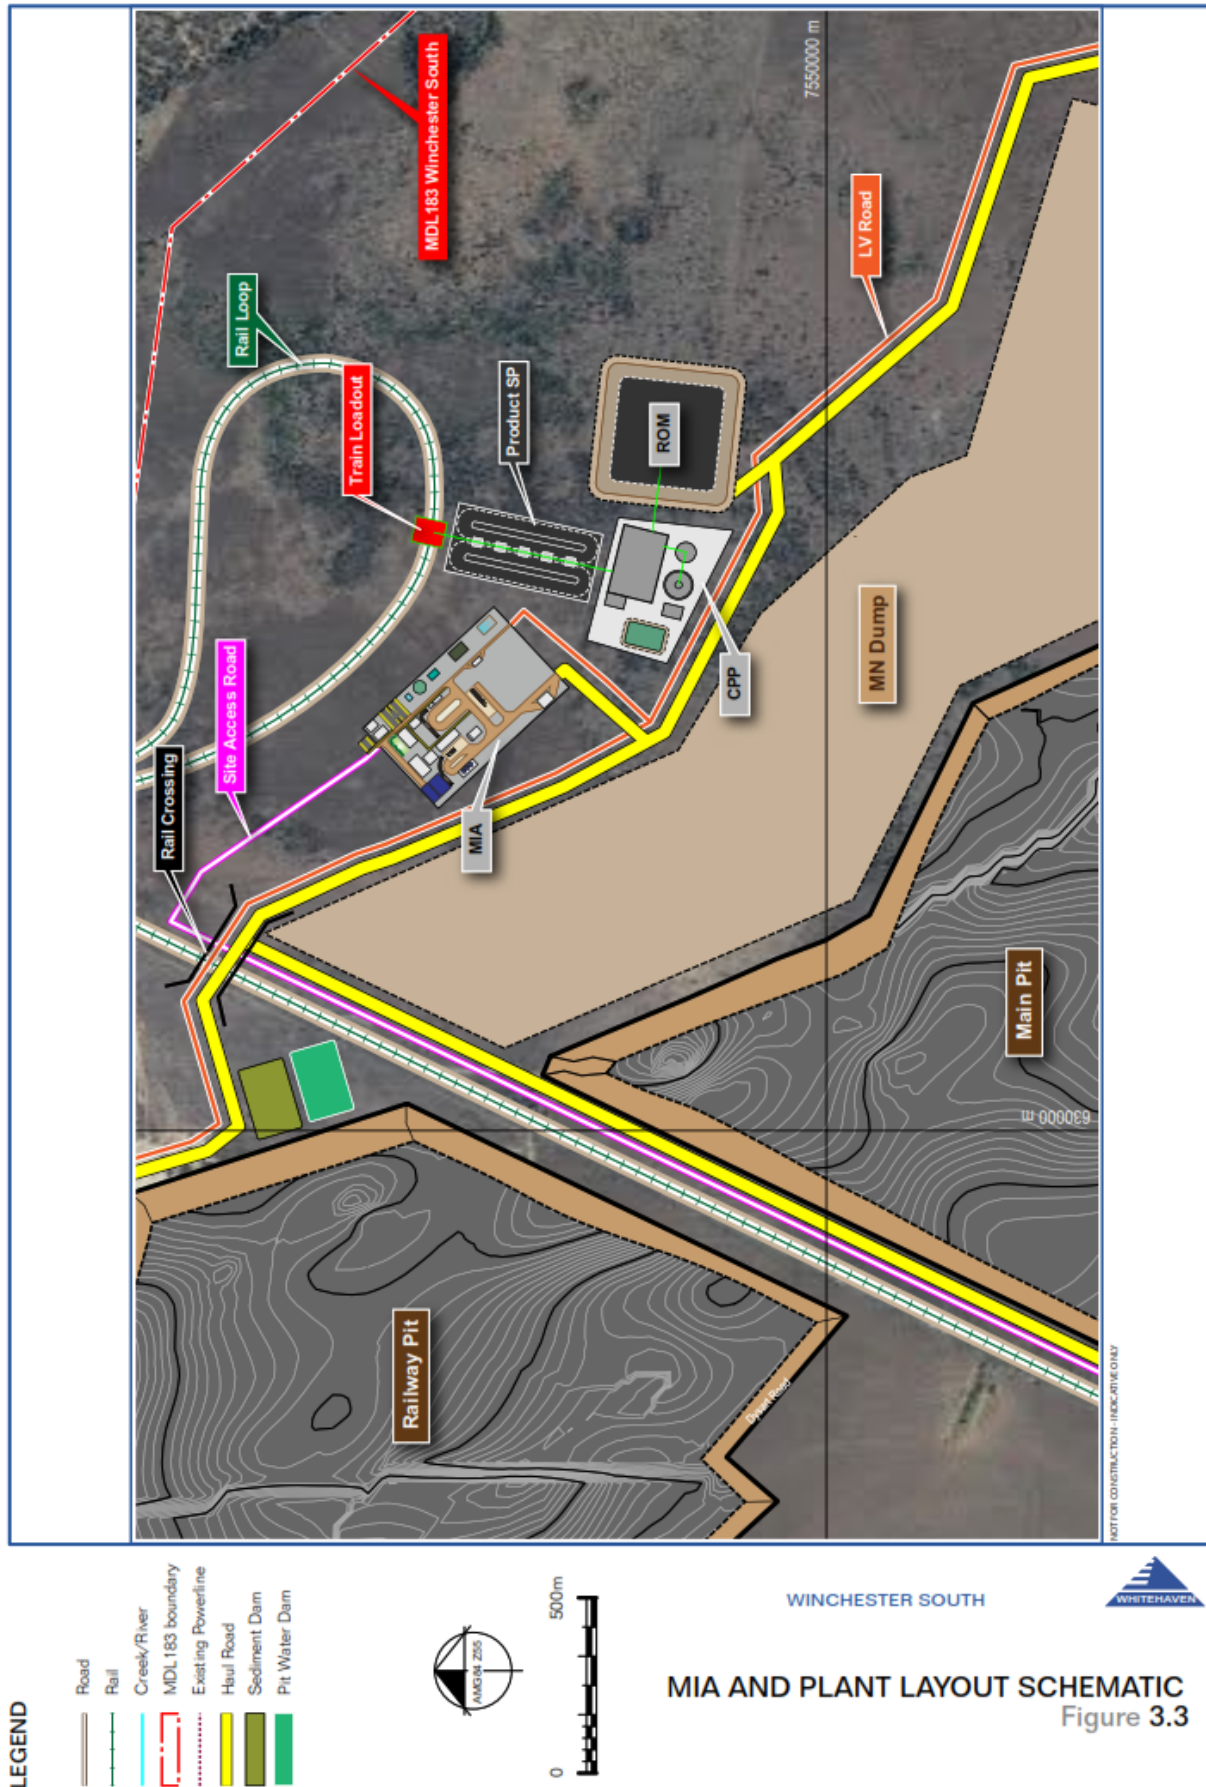 7550000 m
MDL183 Winchester South
LV Road
Rail Loop
Train Loadout
Product SP
ROM
Site Access Road
CPP
MN Dump
Rail Crossing
MIA
Main Pit
630000 m
Railway Pit
Dysart Road
NOT FOR CONSTRUCTION - INDICATIVE ONLY
LEGEND
Road
Rail
Creek/River
MDL183 boundary
Existing Powerline
Haul Road
Sediment Dam
Pit Water Dam
AMG84 Z55
0 500m
WINCHESTER SOUTH
WHITEHAVEN
MIA AND PLANT LAYOUT SCHEMATIC
Figure 3.3